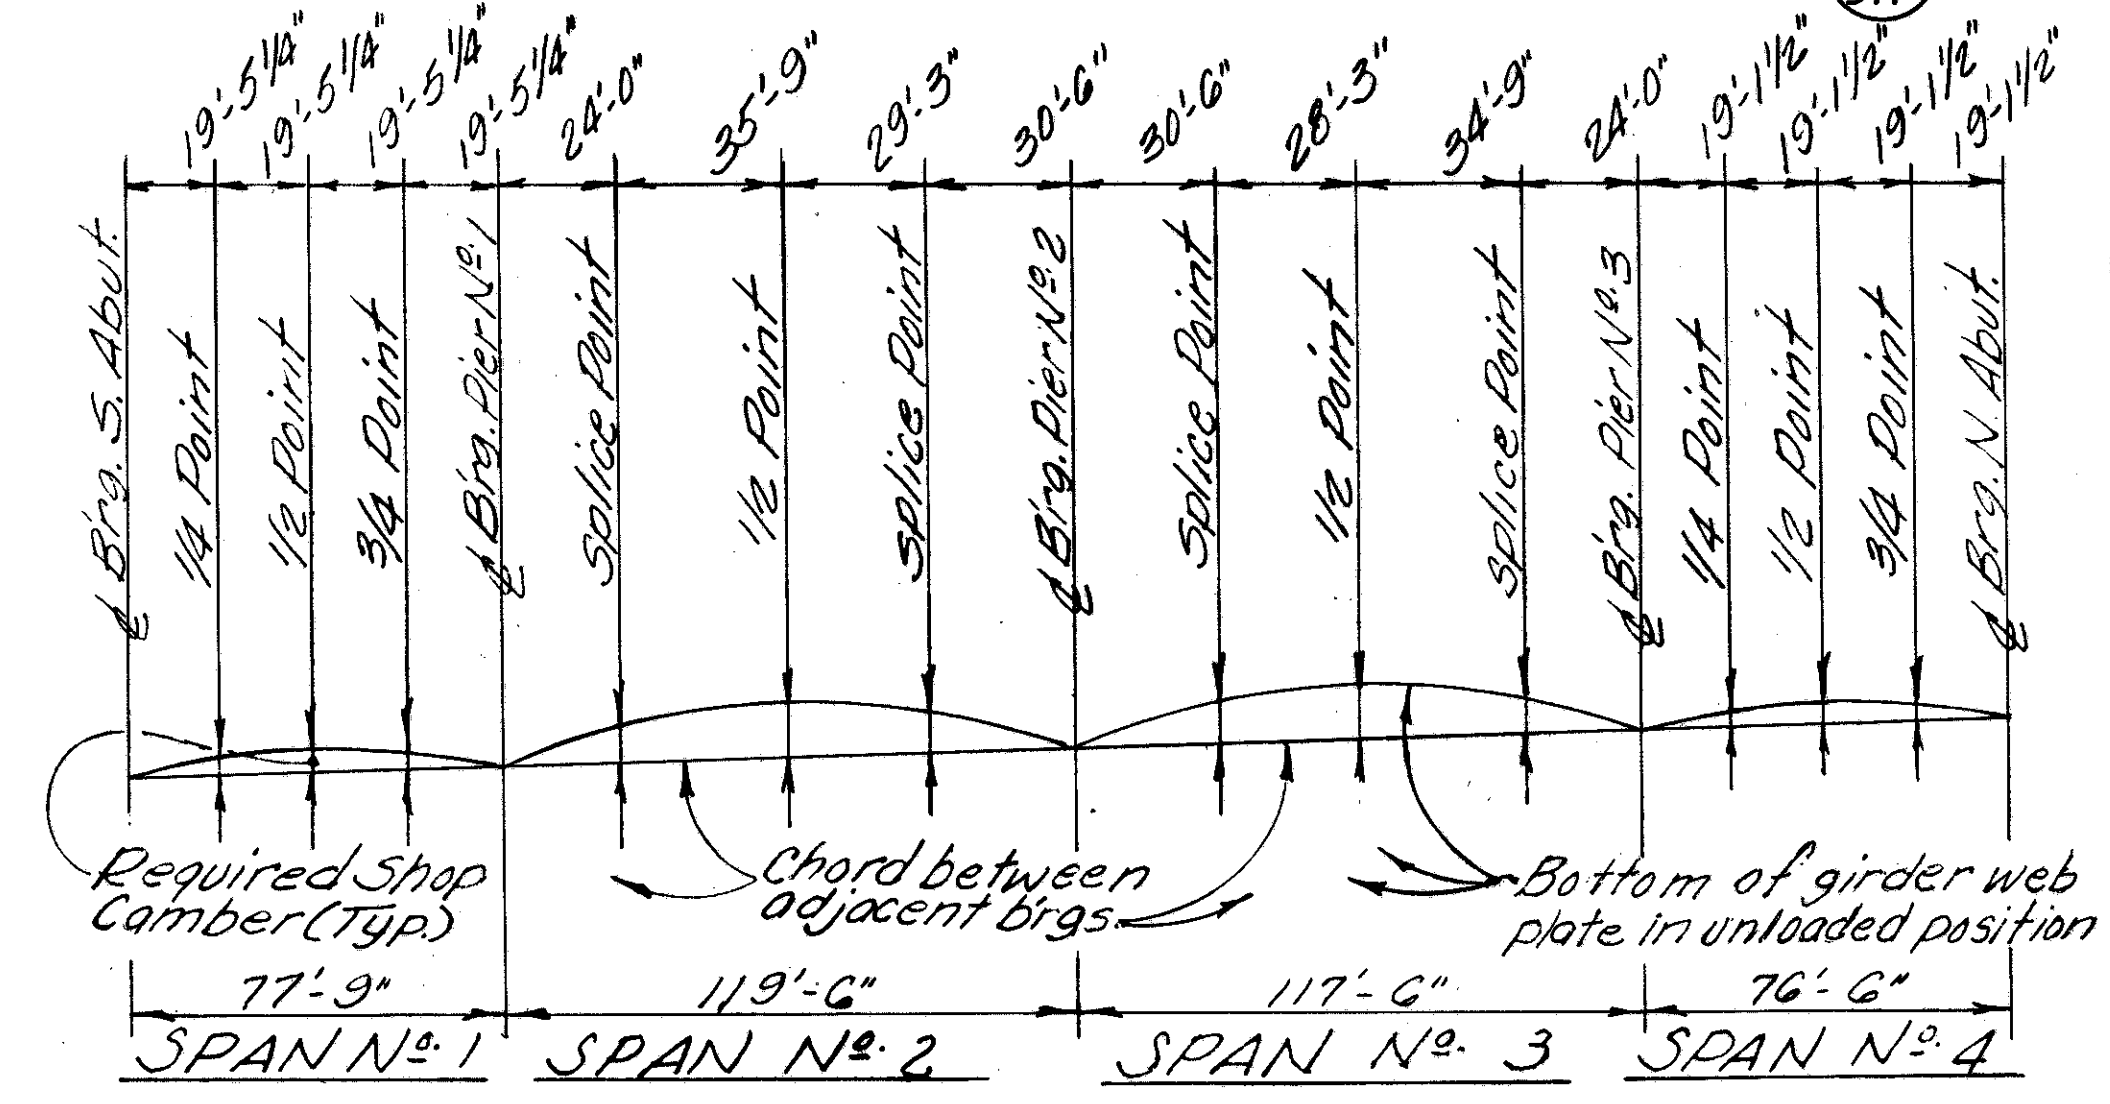 19'-5 1/4"
19'-5 1/4"
19'-5 1/4"
19'-5 1/4"
24'-0"
35'-9"
29'-3"
30'-6"
30'-6"
28'-3"
34'-9"
24'-0"
19'-1 1/2"
19'-1 1/2"
19'-1 1/2"
19'-1 1/2"
℄ Brg. S. Abut.
1/4 Point
1/2 Point
3/4 Point
℄ Brg. Pier Nº. 1
Splice Point
1/2 Point
Splice Point
℄ Brg. Pier Nº. 2
Splice Point
1/2 Point
Splice Point
℄ Brg. Pier Nº. 3
1/4 Point
1/2 Point
3/4 Point
℄ Brg. N. Abut.
Required Shop
Camber (Typ.)
Chord between
adjacent brgs.
Bottom of girder web
plate in unloaded position
77'-9"
119'-6"
117'-6"
76'-6"
SPAN Nº. 1
SPAN Nº. 2
SPAN Nº. 3
SPAN Nº. 4